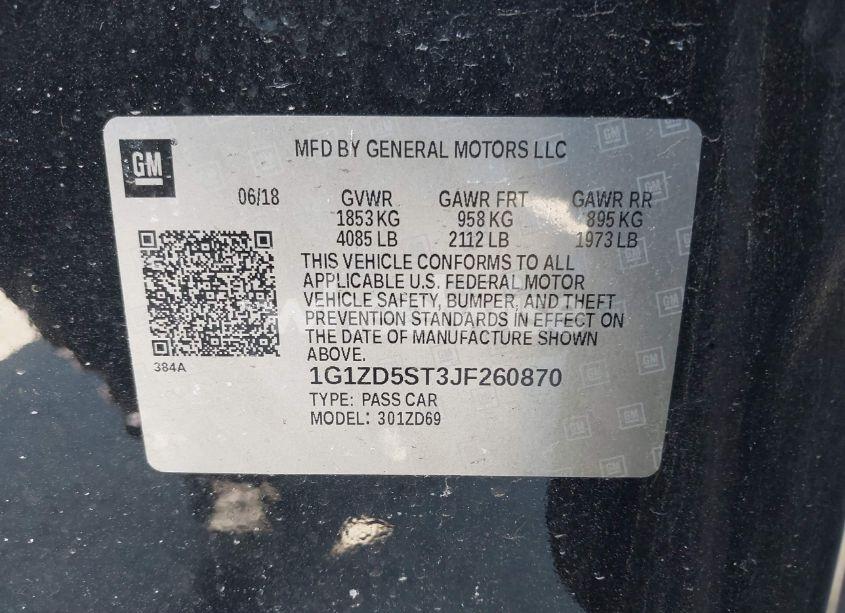 GM
MFD BY GENERAL MOTORS LLC
06/18 GVWR GAWR FRT GAWR RR
1853 KG 958 KG 895 KG
4085 LB 2112 LB 1973 LB
THIS VEHICLE CONFORMS TO ALL
APPLICABLE U.S. FEDERAL MOTOR
VEHICLE SAFETY, BUMPER, AND THEFT
PREVENTION STANDARDS IN EFFECT ON
THE DATE OF MANUFACTURE SHOWN
ABOVE.
384A
1G1ZD5ST3JF260870
TYPE: PASS CAR
MODEL: 301ZD69